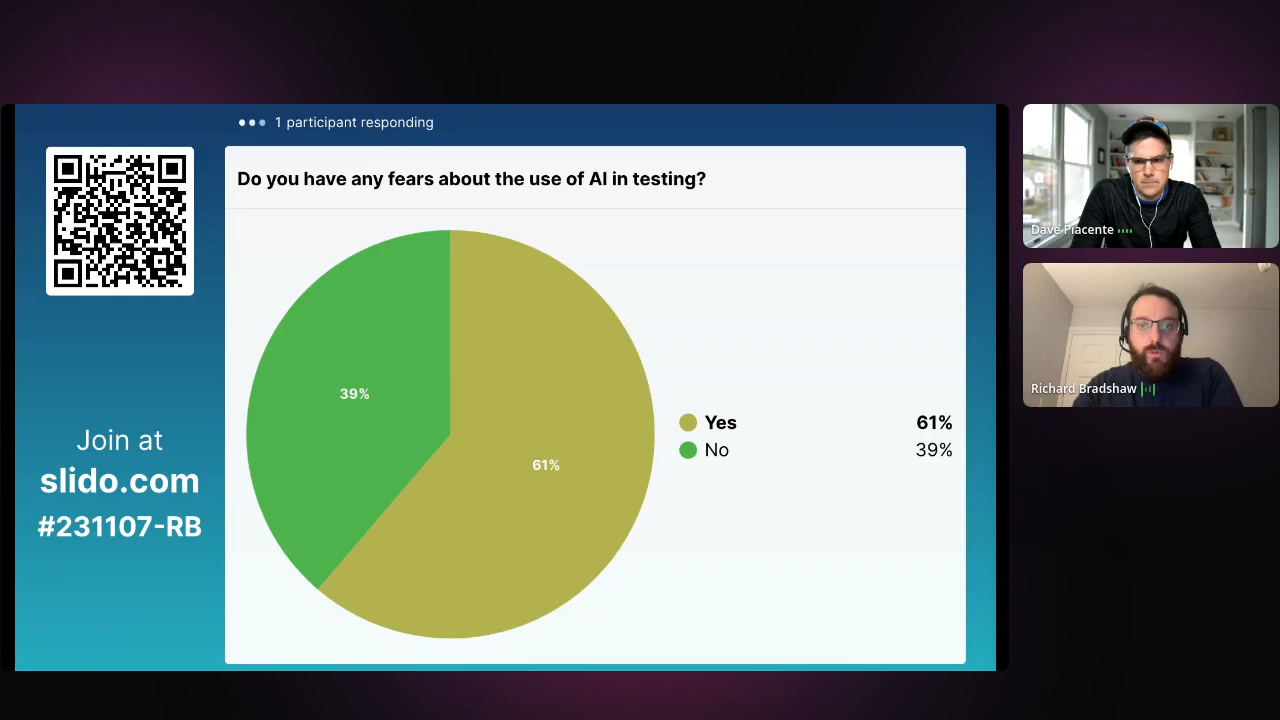 1 participant responding
Do you have any fears about the use of AI in testing?
39%
61%
Yes 61%
No 39%
Join at
slido.com
#231107-RB
Dave Piacente
Richard Bradshaw